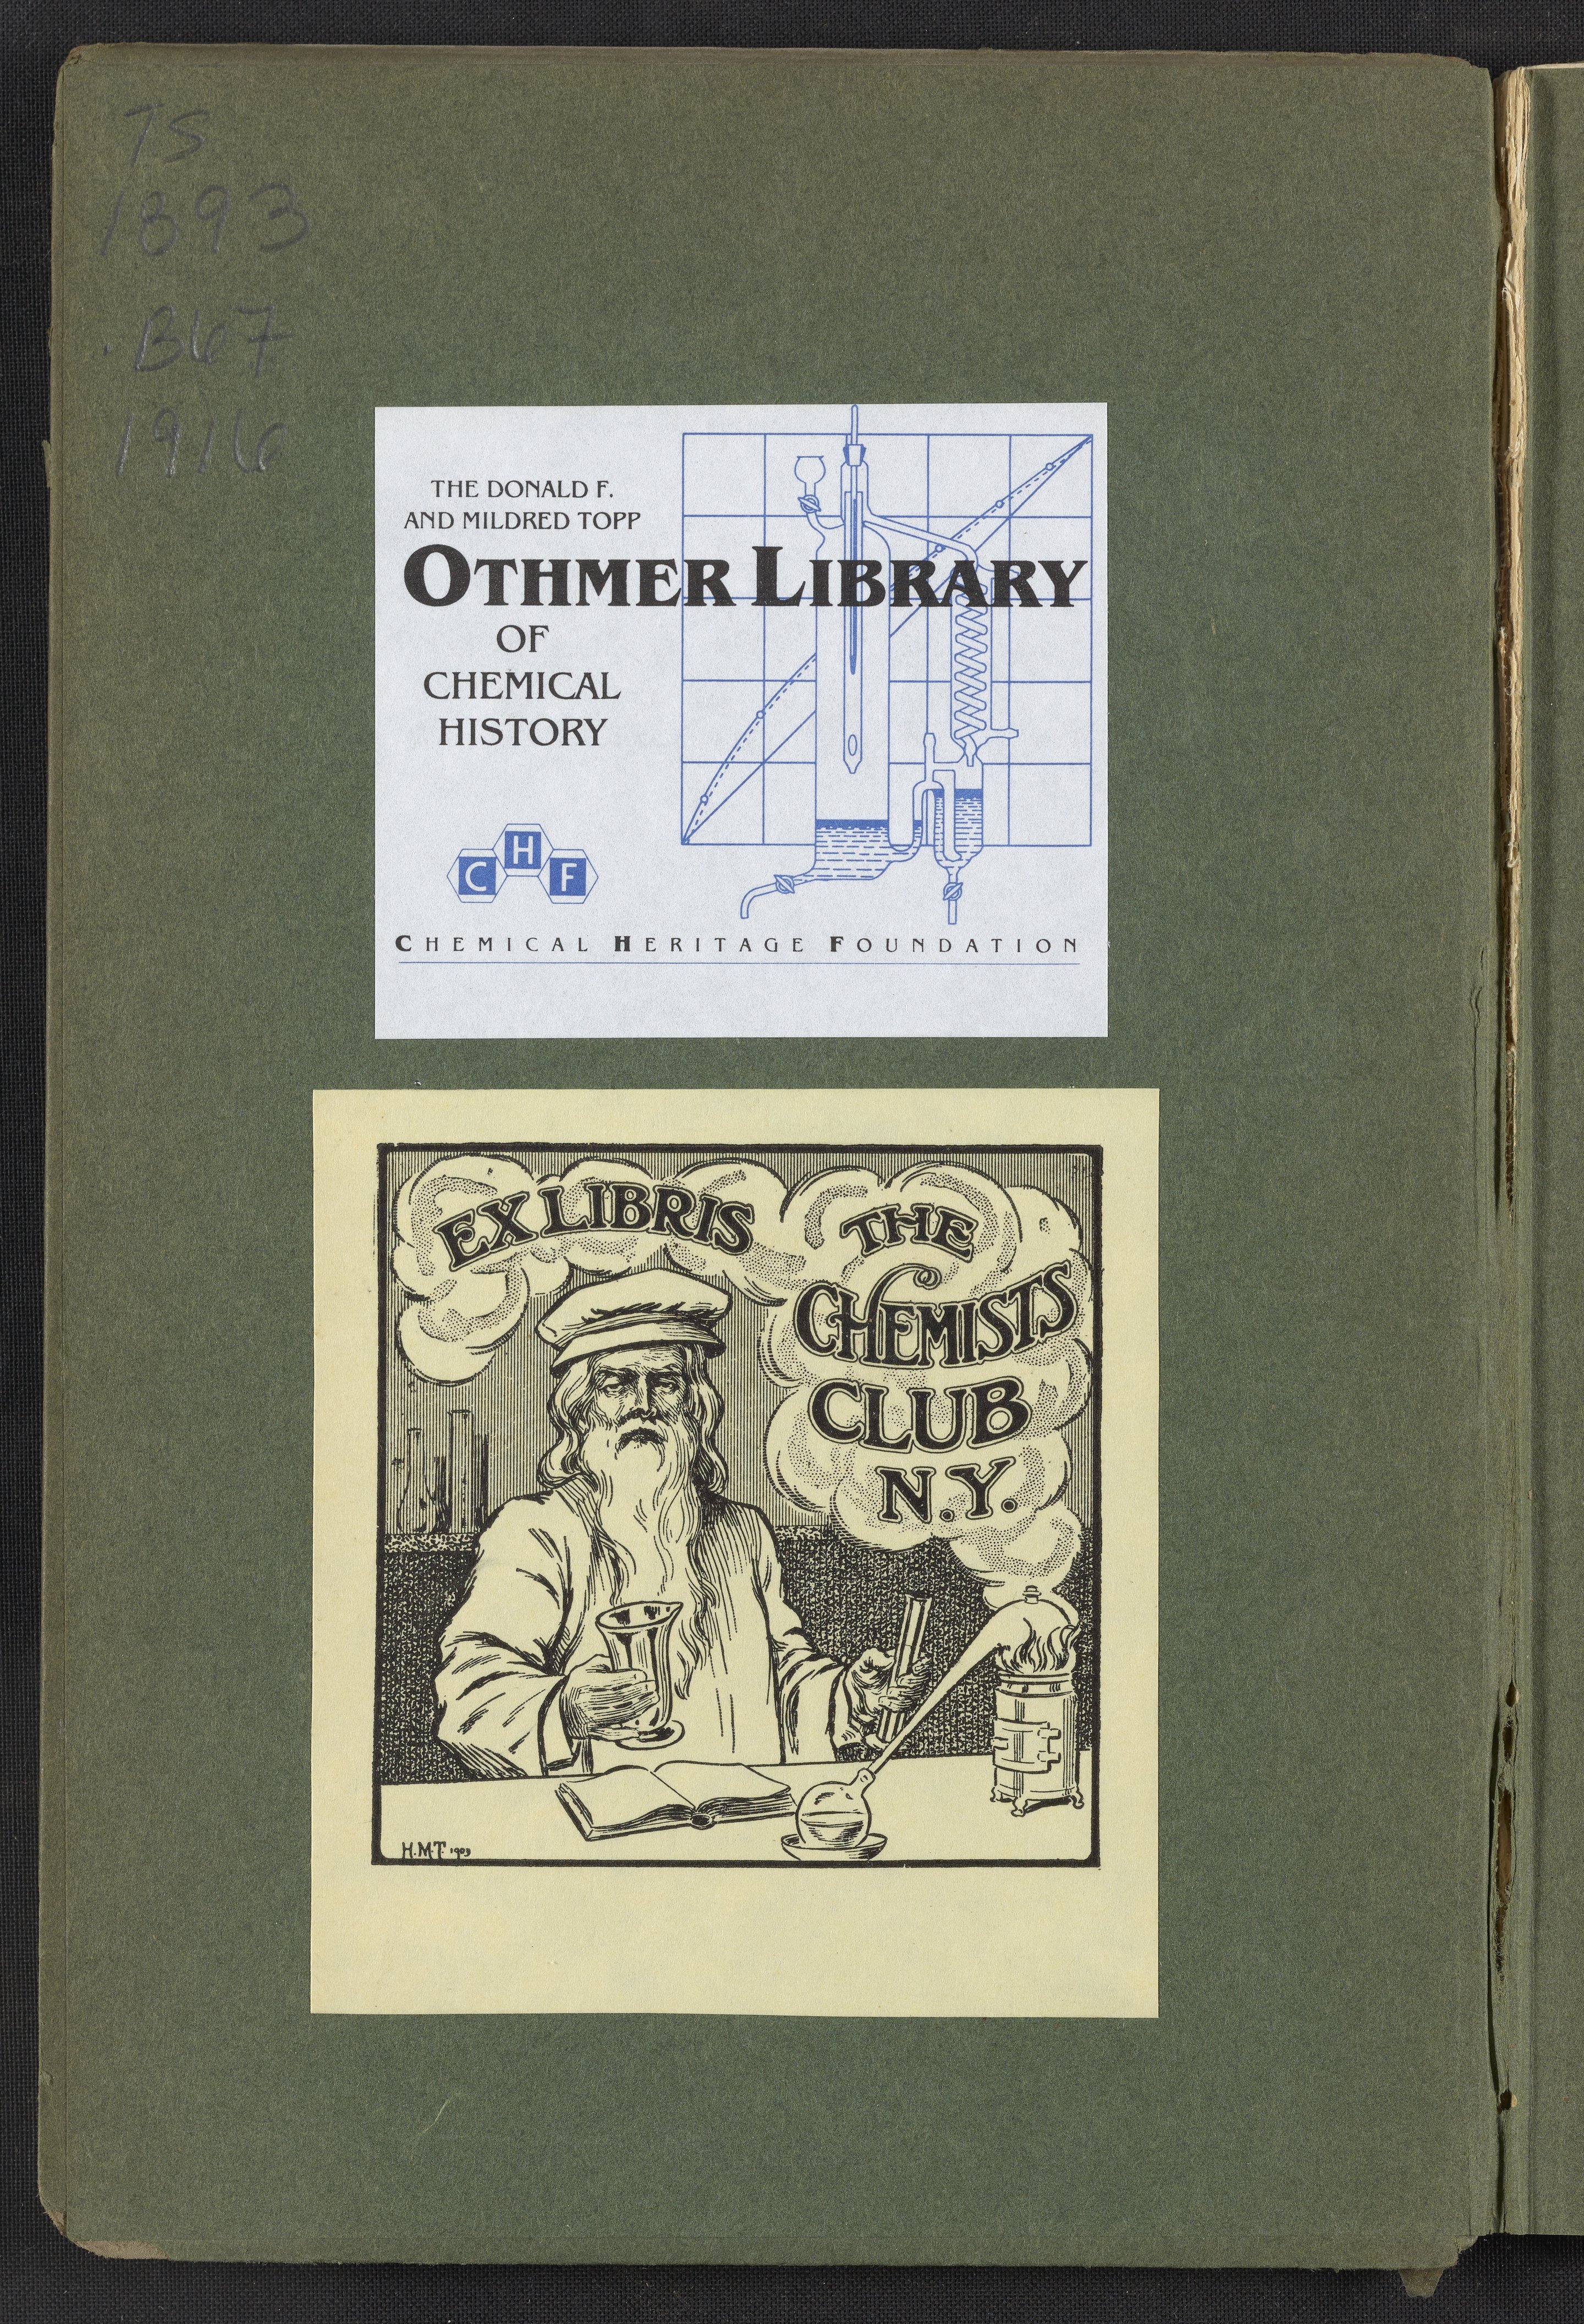 TS
1893
.B67
1916
THE DONALD F.
AND MILDRED TOPP
OTHMER LIBRARY
OF
CHEMICAL
HISTORY
C H F
CHEMICAL HERITAGE FOUNDATION
EX LIBRIS THE
CHEMISTS
CLUB
N.Y.
H.M.T. 1903